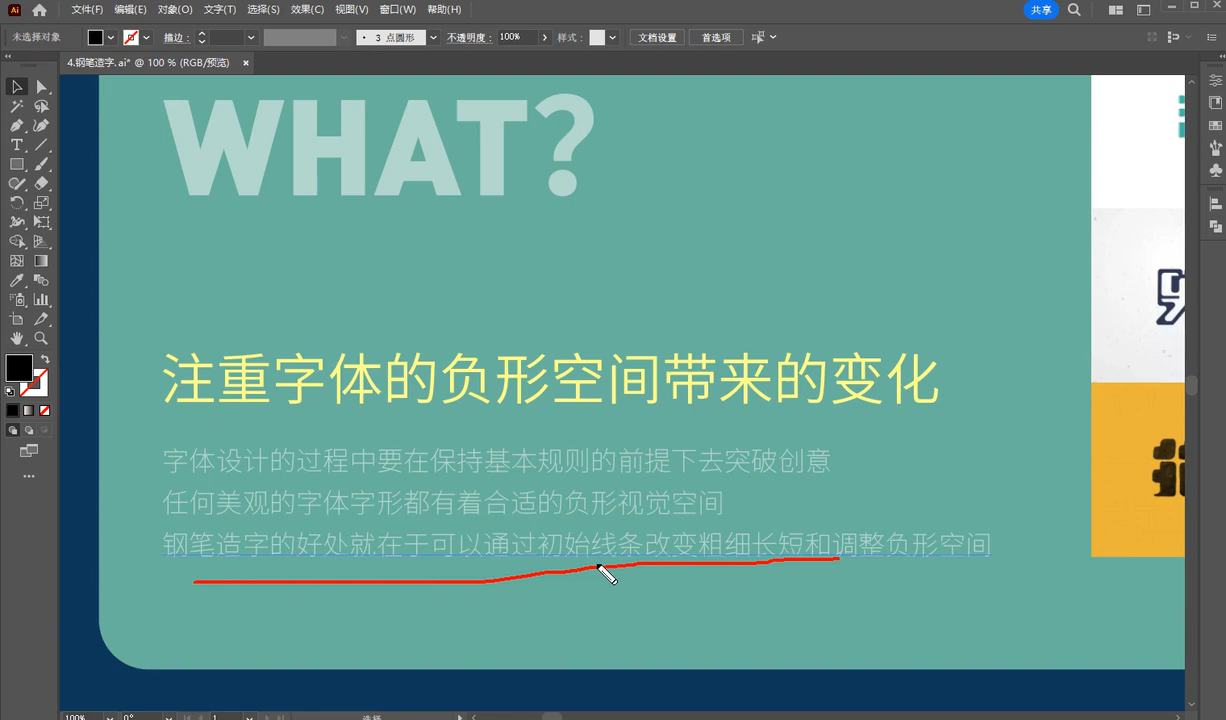 Ai 文件(F) 编辑(E) 对象(O) 文字(T) 选择(S) 效果(C) 视图(V) 窗口(W) 帮助(H) 共享
未选择对象 描边: 3 点圆形 不透明度: 100% 样式: 文档设置 首选项
4.钢笔造字.ai* @ 100 % (RGB/预览) ×
WHAT?
注重字体的负形空间带来的变化
字体设计的过程中要在保持基本规则的前提下去突破创意
任何美观的字体字形都有着合适的负形视觉空间
钢笔造字的好处就在于可以通过初始线条改变粗细长短和调整负形空间
100% 0° 1 选择